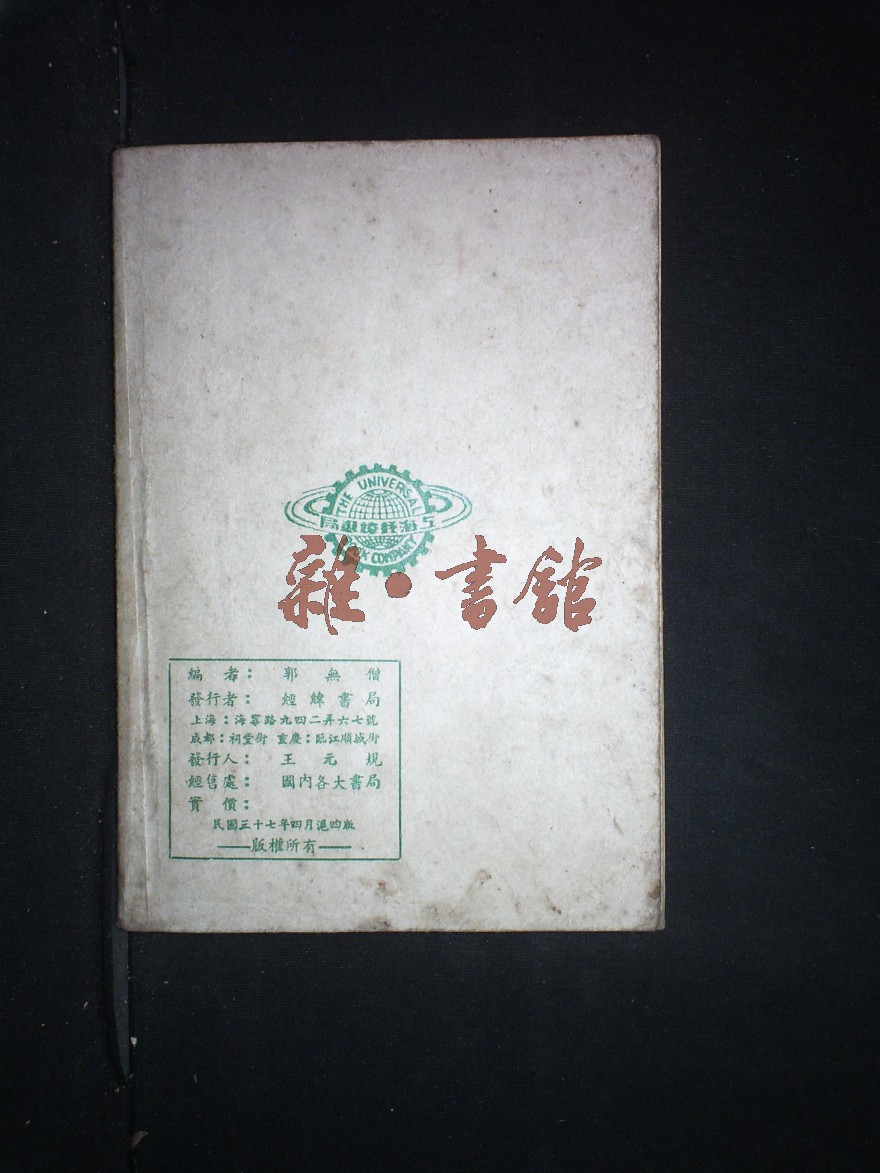 THE UNIVERSAL
上海經緯書局
BOOK COMPANY
雜·書館
編者：郭無僧
發行者：經緯書局
上海：海寧路九四二弄六七號
成都：祠堂街 重慶：臨江順城街
發行人：王元規
經售處：國內各大書局
實價：
民國三十七年四月滬四版
——版權所有——